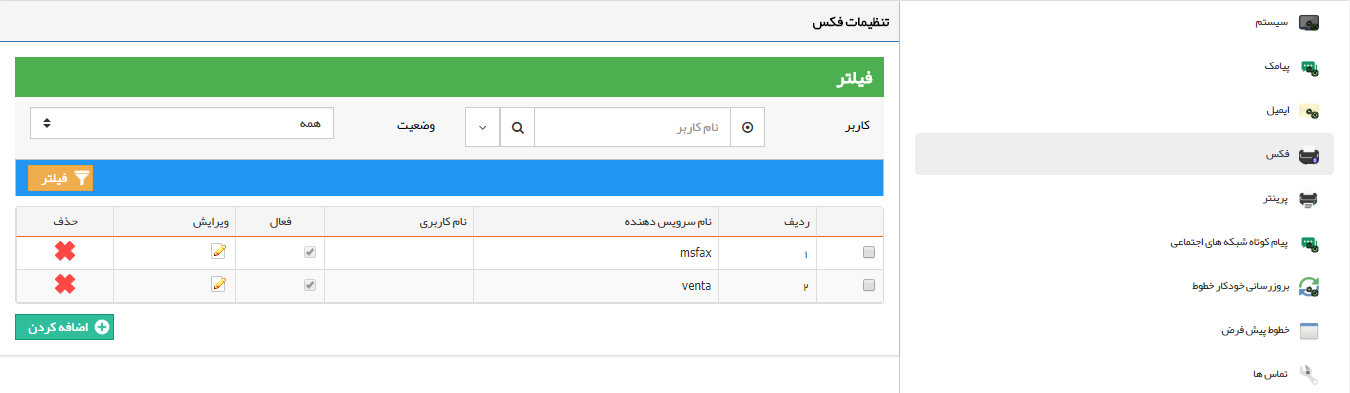 سیستم
پیامک
ایمیل
فکس
پرینتر
پیام کوتاه شبکه های اجتماعی
بروزرسانی خودکار خطوط
خطوط پیش فرض
تماس ها
تنظیمات فکس
فیلتر
کاربر نام کاربر وضعیت همه
فیلتر
ردیف نام سرویس دهنده نام کاربری فعال ویرایش حذف
۱ msfax
۲ venta
اضافه کردن